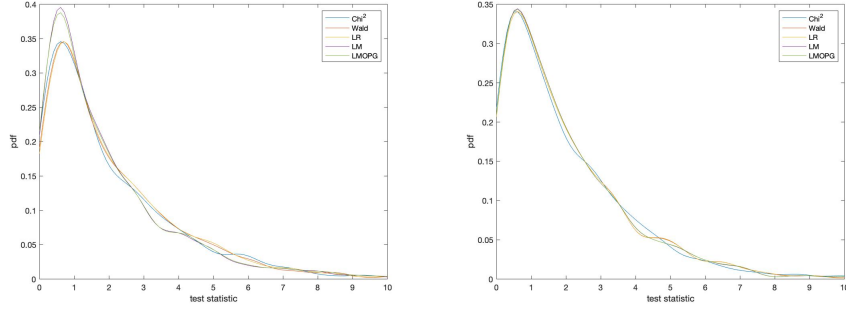 0.4
0.35
0.3
0.25
0.2
0.15
0.1
0.05
0
pdf
0 1 2 3 4 5 6 7 8 9 10
test statistic
Chi²
Wald
LR
LM
LMOPG
0.35
0.3
0.25
0.2
0.15
0.1
0.05
0
pdf
0 1 2 3 4 5 6 7 8 9 10
test statistic
Chi²
Wald
LR
LM
LMOPG